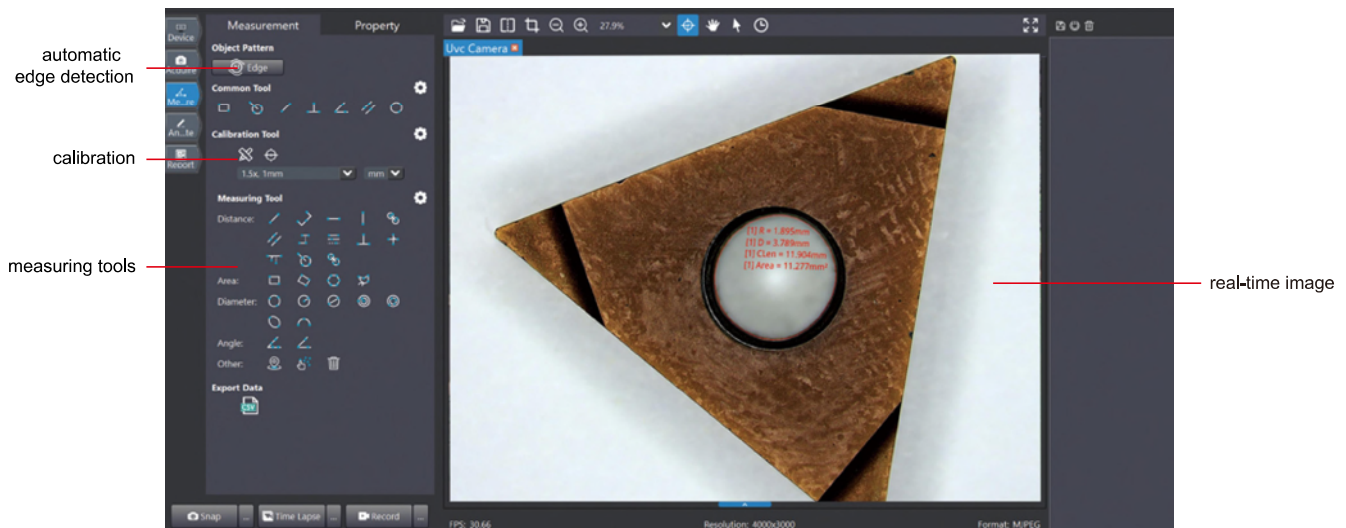 automatic
edge detection
calibration
measuring tools
real-time image
Device
Acquire
Me...re
An...te
Report
Measurement
Property
Object Pattern
Edge
Common Tool
Calibration Tool
1.5x, 1mm
mm
Measuring Tool
Distance:
Area:
Diameter:
Angle:
Other:
Export Data
CSV
Snap
...
Time Lapse
...
Record
...
27.9%
Uvc Camera
[1] R = 1.895mm
[1] D = 3.789mm
[1] CLen = 11.904mm
[1] Area = 11.277mm²
FPS: 30.66
Resolution: 4000x3000
Format: MJPEG